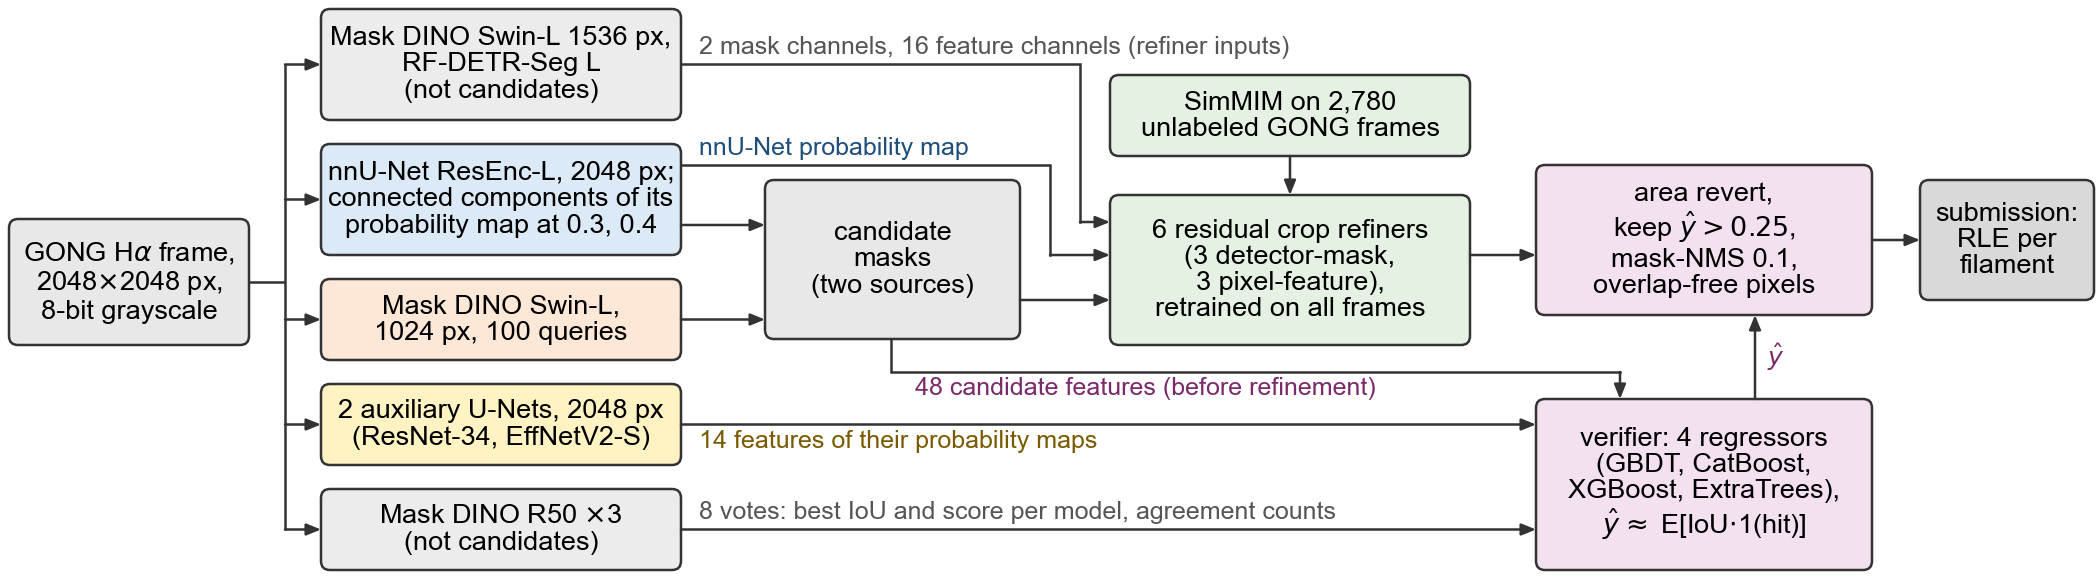 GONG Hα frame,
2048×2048 px,
8-bit grayscale
Mask DINO Swin-L 1536 px,
RF-DETR-Seg L
(not candidates)
2 mask channels, 16 feature channels (refiner inputs)
nnU-Net ResEnc-L, 2048 px;
connected components of its
probability map at 0.3, 0.4
nnU-Net probability map
Mask DINO Swin-L,
1024 px, 100 queries
2 auxiliary U-Nets, 2048 px
(ResNet-34, EffNetV2-S)
14 features of their probability maps
Mask DINO R50 ×3
(not candidates)
8 votes: best IoU and score per model, agreement counts
candidate
masks
(two sources)
48 candidate features (before refinement)
SimMIM on 2,780
unlabeled GONG frames
6 residual crop refiners
(3 detector-mask,
3 pixel-feature),
retrained on all frames
area revert,
keep ŷ > 0.25,
mask-NMS 0.1,
overlap-free pixels
ŷ
verifier: 4 regressors
(GBDT, CatBoost,
XGBoost, ExtraTrees),
ŷ ≈ E[IoU·1(hit)]
submission:
RLE per
filament